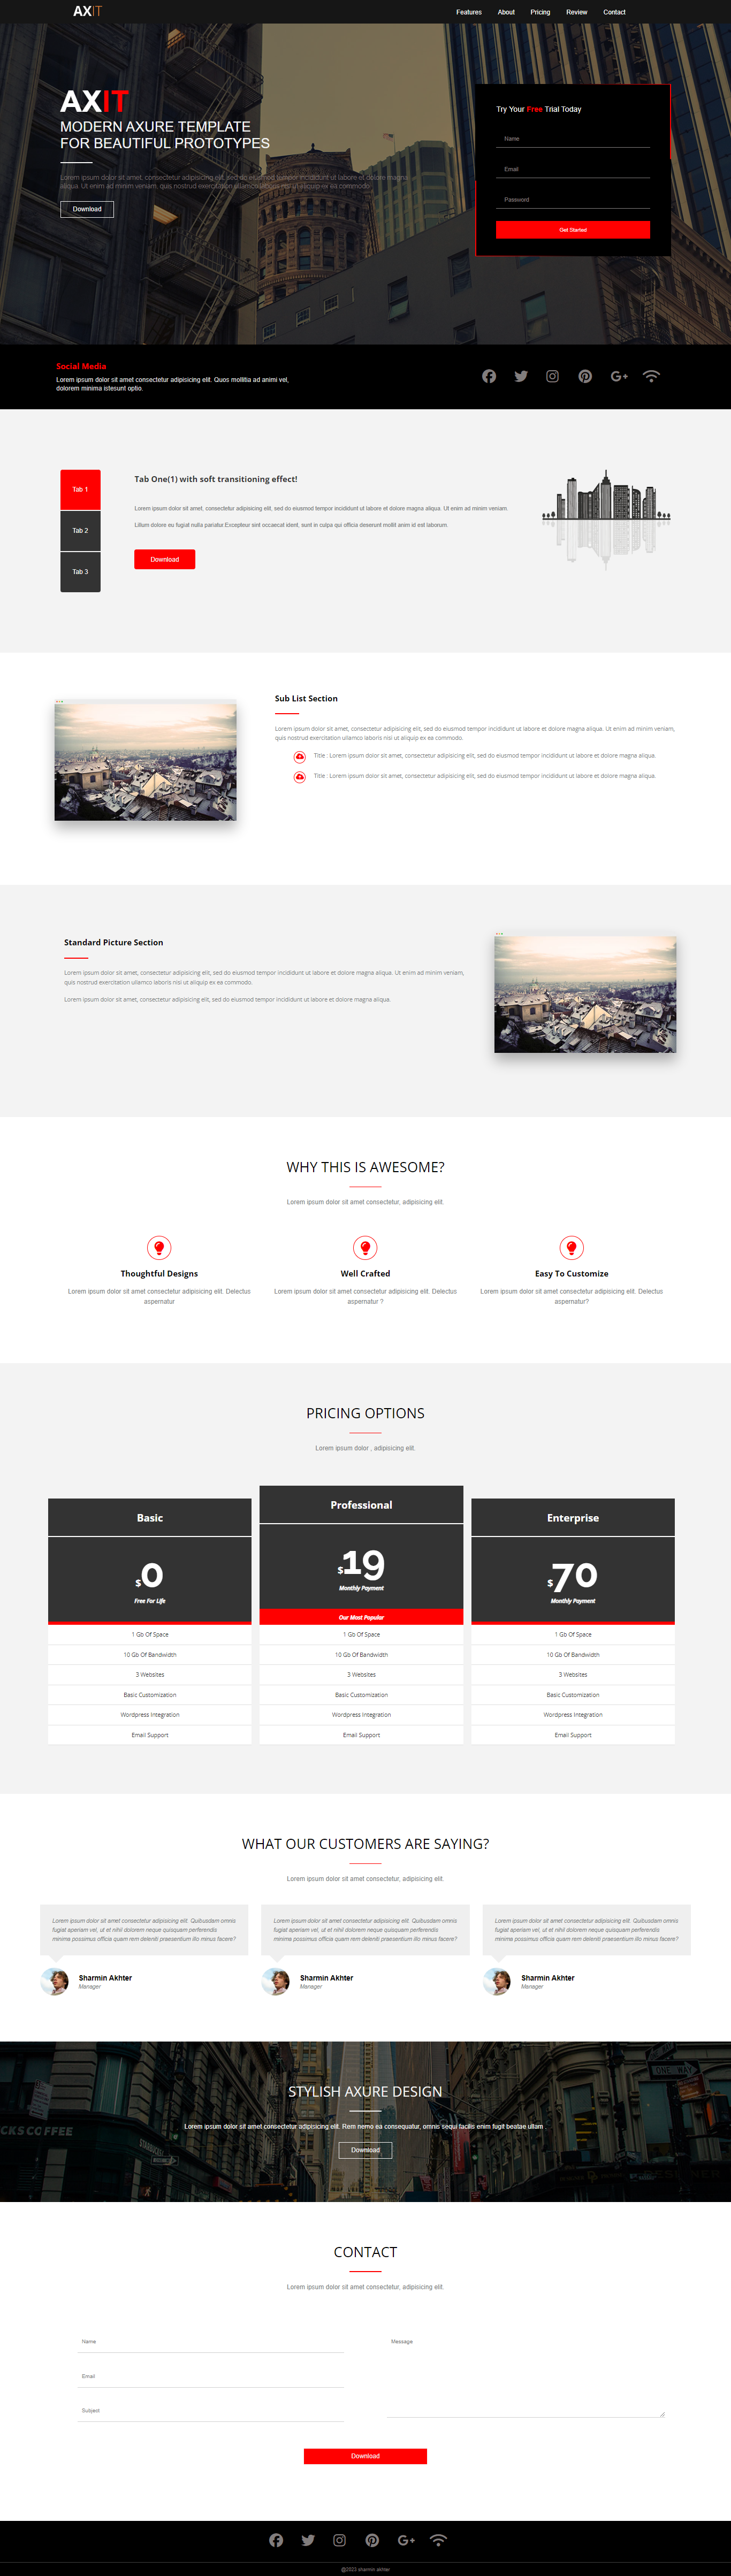 AXIT
Features About Pricing Review Contact
AXIT
MODERN AXURE TEMPLATE
FOR BEAUTIFUL PROTOTYPES
Lorem ipsum dolor sit amet, consectetur adipisicing elit, sed do eiusmod tempor incididunt ut labore et dolore magna
aliqua. Ut enim ad minim veniam, quis nostrud exercitation ullamco laboris nisi ut aliquip ex ea commodo.
Download
Try Your Free Trial Today
Name
Email
Password
Get Started
Social Media
Lorem ipsum dolor sit amet consectetur adipisicing elit. Quos mollitia ad animi vel,
dolorem minima istesunt optio.
Tab 1
Tab 2
Tab 3
Tab One(1) with soft transitioning effect!
Lorem ipsum dolor sit amet, consectetur adipisicing elit, sed do eiusmod tempor incididunt ut labore et dolore magna aliqua. Ut enim ad minim veniam.
Lillum dolore eu fugiat nulla pariatur.Excepteur sint occaecat ident, sunt in culpa qui officia deserunt mollit anim id est laborum.
Download
Sub List Section
Lorem ipsum dolor sit amet, consectetur adipisicing elit, sed do eiusmod tempor incididunt ut labore et dolore magna aliqua. Ut enim ad minim veniam,
quis nostrud exercitation ullamco laboris nisi ut aliquip ex ea commodo.
Title : Lorem ipsum dolor sit amet, consectetur adipisicing elit, sed do eiusmod tempor incididunt ut labore et dolore magna aliqua.
Title : Lorem ipsum dolor sit amet, consectetur adipisicing elit, sed do eiusmod tempor incididunt ut labore et dolore magna aliqua.
Standard Picture Section
Lorem ipsum dolor sit amet, consectetur adipisicing elit, sed do eiusmod tempor incididunt ut labore et dolore magna aliqua. Ut enim ad minim veniam,
quis nostrud exercitation ullamco laboris nisi ut aliquip ex ea commodo.
Lorem ipsum dolor sit amet, consectetur adipisicing elit, sed do eiusmod tempor incididunt ut labore et dolore magna aliqua.
WHY THIS IS AWESOME?
Lorem ipsum dolor sit amet consectetur, adipisicing elit.
Thoughtful Designs
Lorem ipsum dolor sit amet consectetur adipisicing elit. Delectus
aspernatur
Well Crafted
Lorem ipsum dolor sit amet consectetur adipisicing elit. Delectus
aspernatur ?
Easy To Customize
Lorem ipsum dolor sit amet consectetur adipisicing elit. Delectus
aspernatur?
PRICING OPTIONS
Lorem ipsum dolor , adipisicing elit.
Basic
$0
Free For Life
1 Gb Of Space
10 Gb Of Bandwidth
3 Websites
Basic Customization
Wordpress Integration
Email Support
Professional
$19
Monthly Payment
Our Most Popular
1 Gb Of Space
10 Gb Of Bandwidth
3 Websites
Basic Customization
Wordpress Integration
Email Support
Enterprise
$70
Monthly Payment
1 Gb Of Space
10 Gb Of Bandwidth
3 Websites
Basic Customization
Wordpress Integration
Email Support
WHAT OUR CUSTOMERS ARE SAYING?
Lorem ipsum dolor sit amet consectetur, adipisicing elit.
Lorem ipsum dolor sit amet consectetur adipisicing elit. Quibusdam omnis
fugiat aperiam vel, ut et nihil dolorem neque quisquam perferendis
minima possimus officia quam rem deleniti praesentium illo minus facere?
Sharmin Akhter
Manager
Lorem ipsum dolor sit amet consectetur adipisicing elit. Quibusdam omnis
fugiat aperiam vel, ut et nihil dolorem neque quisquam perferendis
minima possimus officia quam rem deleniti praesentium illo minus facere?
Sharmin Akhter
Manager
Lorem ipsum dolor sit amet consectetur adipisicing elit. Quibusdam omnis
fugiat aperiam vel, ut et nihil dolorem neque quisquam perferendis
minima possimus officia quam rem deleniti praesentium illo minus facere?
Sharmin Akhter
Manager
CKS COFFEE
ONE WAY
STYLISH AXURE DESIGN
Lorem ipsum dolor sit amet consectetur adipisicing elit. Rem nemo ea consequatur, omnis sequi facilis enim fugit beatae ullam
Download
CONTACT
Lorem ipsum dolor sit amet consectetur, adipisicing elit.
Name
Email
Subject
Message
Download
@2023 sharmin akhter